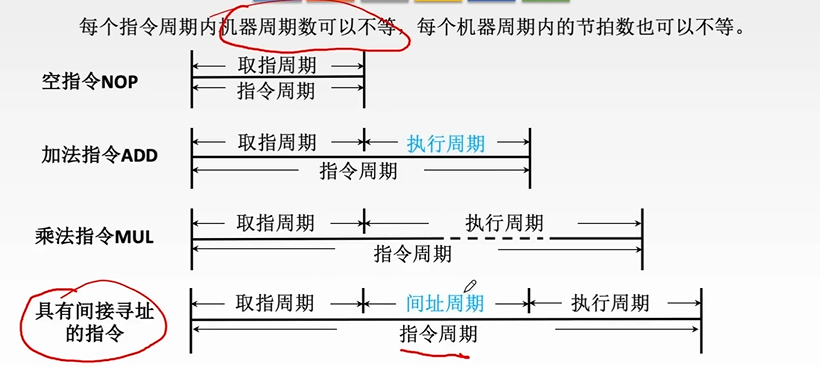 每个指令周期内机器周期数可以不等，每个机器周期内的节拍数也可以不等。
空指令NOP
取指周期
指令周期
加法指令ADD
取指周期 执行周期
指令周期
乘法指令MUL
取指周期 执行周期
指令周期
具有间接寻址
的指令
取指周期 间址周期 执行周期
指令周期